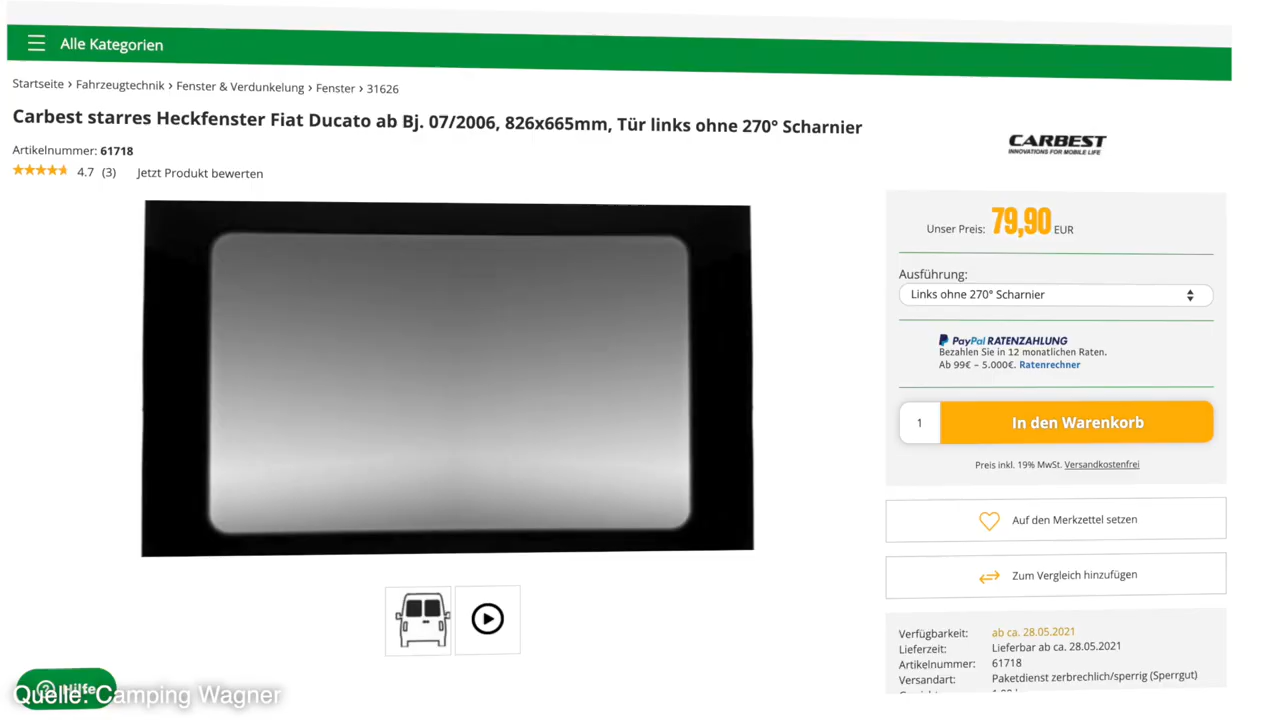 Alle Kategorien
Startseite › Fahrzeugtechnik › Fenster & Verdunkelung › Fenster › 31626
Carbest starres Heckfenster Fiat Ducato ab Bj. 07/2006, 826x665mm, Tür links ohne 270° Scharnier
Artikelnummer: 61718
4.7 (3) Jetzt Produkt bewerten
CARBEST
INNOVATIONS FOR MOBILE LIFE
Unser Preis: 79,90 EUR
Ausführung:
Links ohne 270° Scharnier
PayPal RATENZAHLUNG
Bezahlen Sie in 12 monatlichen Raten.
Ab 99€ – 5.000€. Ratenrechner
1 In den Warenkorb
Preis inkl. 19% MwSt. Versandkostenfrei
Auf den Merkzettel setzen
Zum Vergleich hinzufügen
Verfügbarkeit: ab ca. 28.05.2021
Lieferzeit: Lieferbar ab ca. 28.05.2021
Artikelnummer: 61718
Versandart: Paketdienst zerbrechlich/sperrig (Sperrgut)
Hilfe
Quelle: Camping Wagner